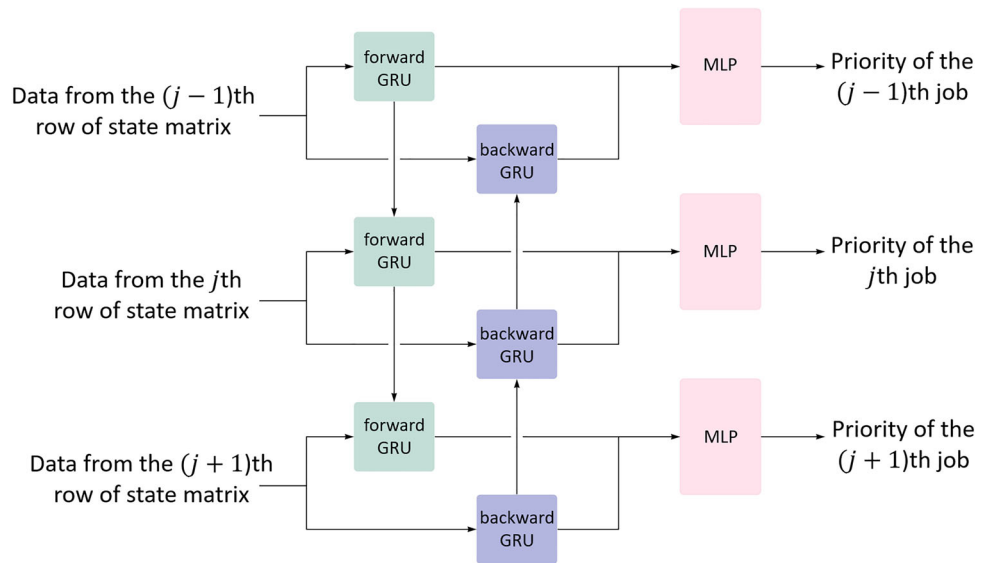 forward
GRU
MLP
Priority of the
(j − 1)th job
Data from the (j − 1)th
row of state matrix
backward
GRU
forward
GRU
MLP
Priority of the
jth job
Data from the jth
row of state matrix
backward
GRU
forward
GRU
MLP
Priority of the
(j + 1)th job
Data from the (j + 1)th
row of state matrix
backward
GRU